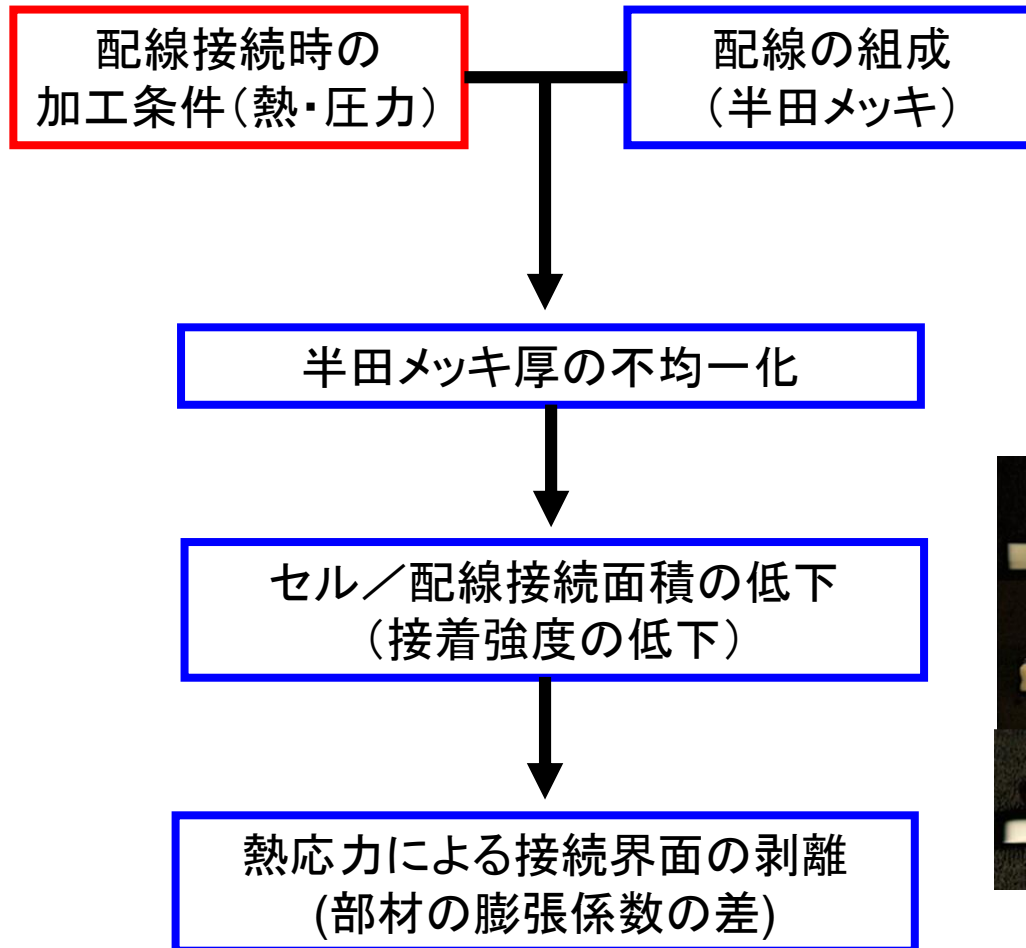 配線接続時の
加工条件(熱・圧力)
配線の組成
(半田メッキ)
半田メッキ厚の不均一化
セル／配線接続面積の低下
(接着強度の低下)
熱応力による接続界面の剥離
(部材の膨張係数の差)